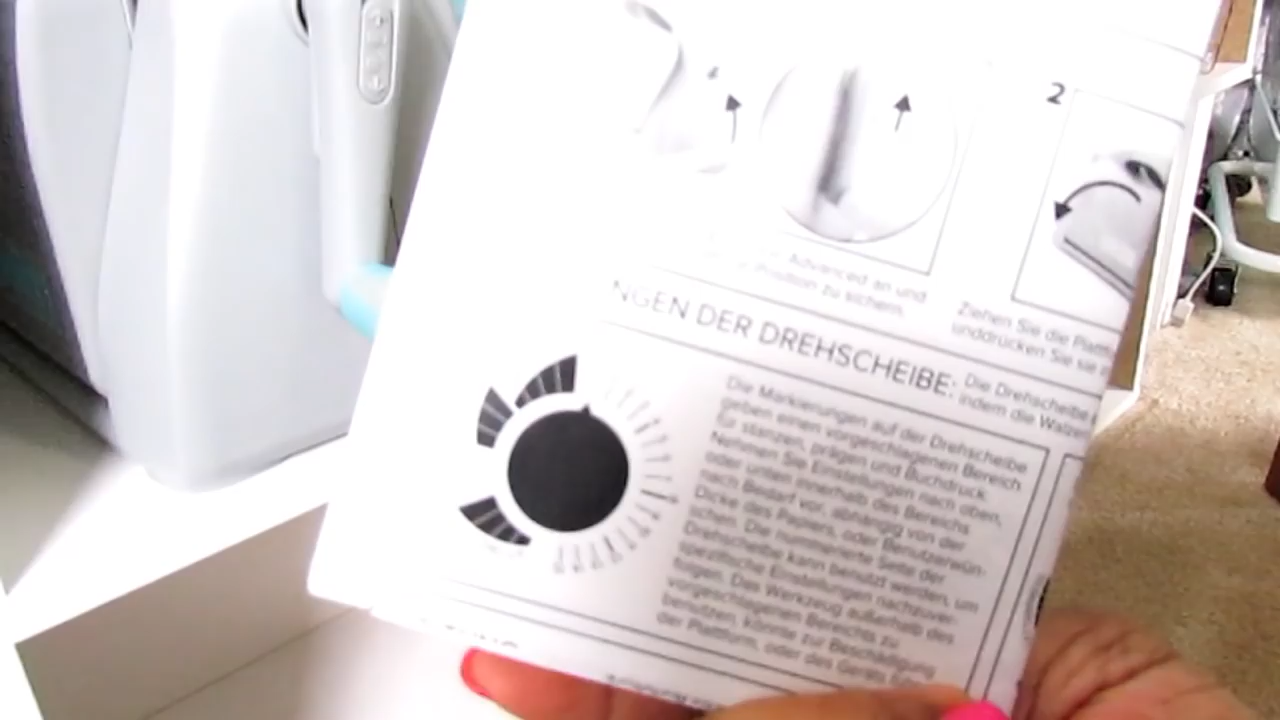 2
Advanced an und
Position zu sichern.
Ziehen Sie die Plattf
unddrücken Sie sie
NGEN DER DREHSCHEIBE:
Die Drehscheibe
indem die Walzen
Die Markierungen auf der Drehscheibe
geben einen vorgeschlagenen Bereich
für stanzen, prägen und Buchdruck.
Nehmen Sie Einstellungen nach oben,
oder unten innerhalb des Bereichs
nach Bedarf vor, abhängig von der
Dicke des Papiers, oder Benutzerwün-
schen. Die nummerierte Seite der
Drehscheibe kann benutzt werden, um
spezifische Einstellungen nachzuver-
folgen. Das Werkzeug außerhalb des
vorgeschlagenen Bereichs zu
benutzen, könnte zur Beschädigung
der Plattform, oder des Geräts